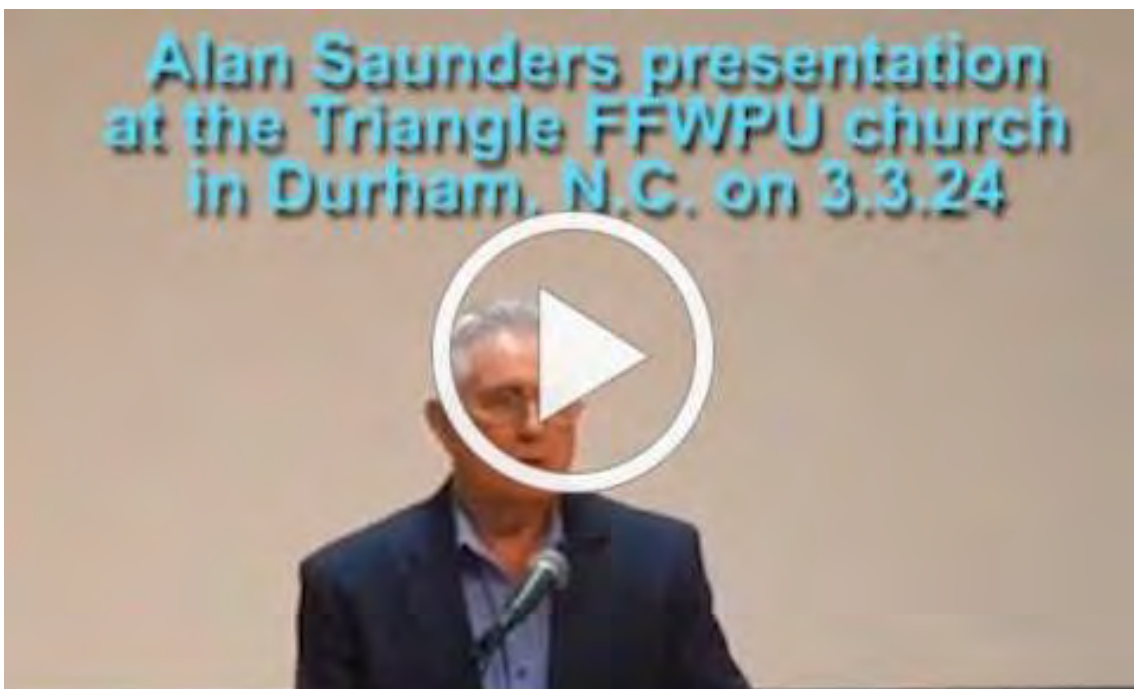 Alan Saunders presentation
at the Triangle FFWPU church
in Durham, N.C. on 3.3.24